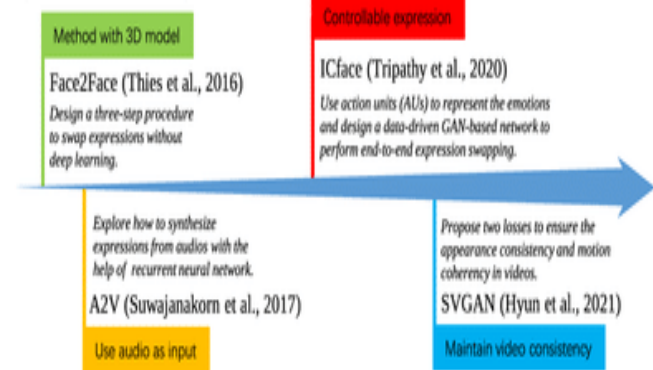 Method with 3D model
Face2Face (Thies et al., 2016)
Design a three-step procedure
to swap expressions without
deep learning.
Controllable expression
ICface (Tripathy et al., 2020)
Use action units (AUs) to represent the emotions
and design a data-driven GAN-based network to
perform end-to-end expression swapping.
Explore how to synthesize
expressions from audios with the
help of recurrent neural network.
A2V (Suwajanakorn et al., 2017)
Use audio as input
Propose two losses to ensure the
appearance consistency and motion
coherency in videos.
SVGAN (Hyun et al., 2021)
Maintain video consistency